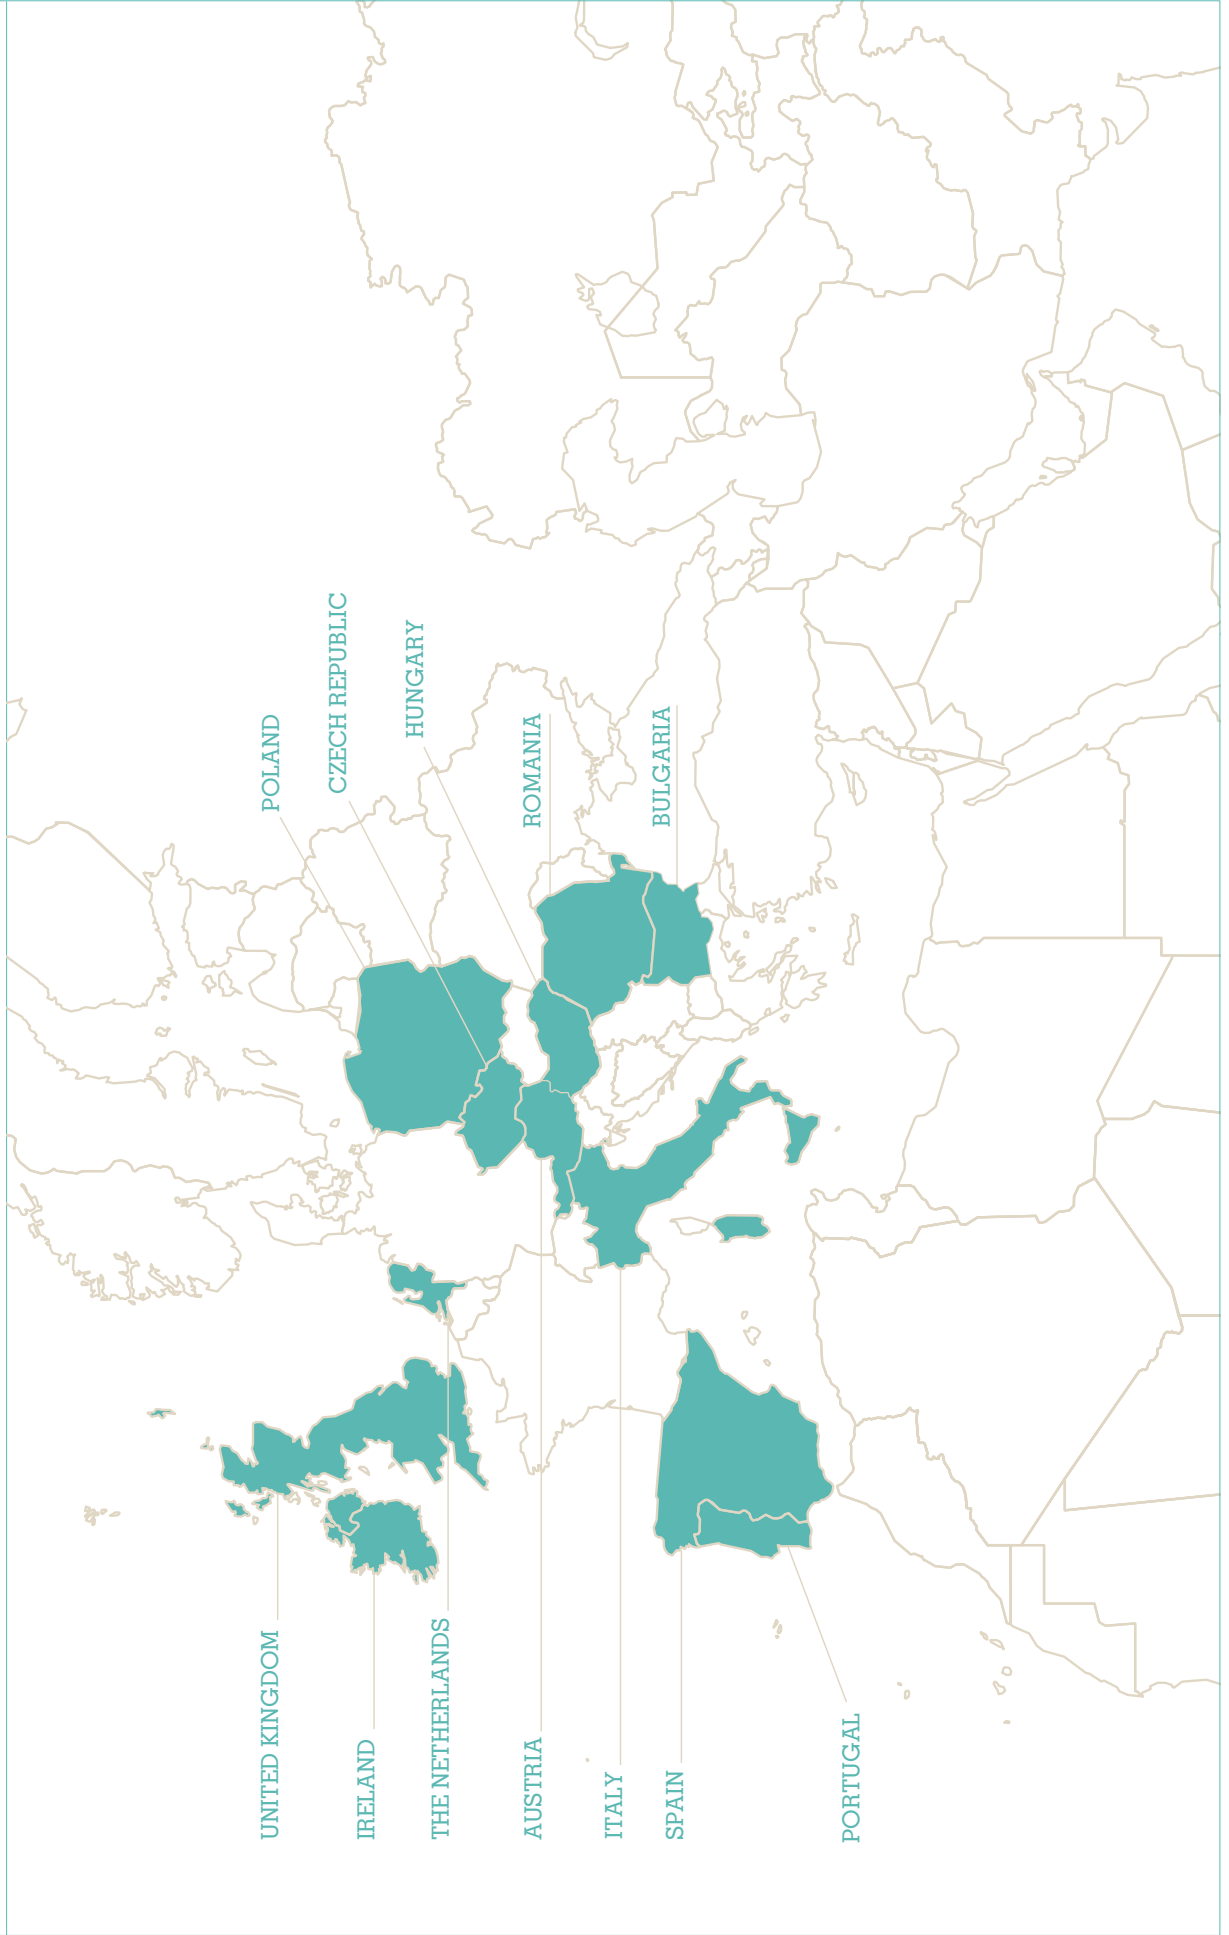 UNITED KINGDOM
IRELAND
THE NETHERLANDS
AUSTRIA
ITALY
SPAIN
PORTUGAL
POLAND
CZECH REPUBLIC
HUNGARY
ROMANIA
BULGARIA